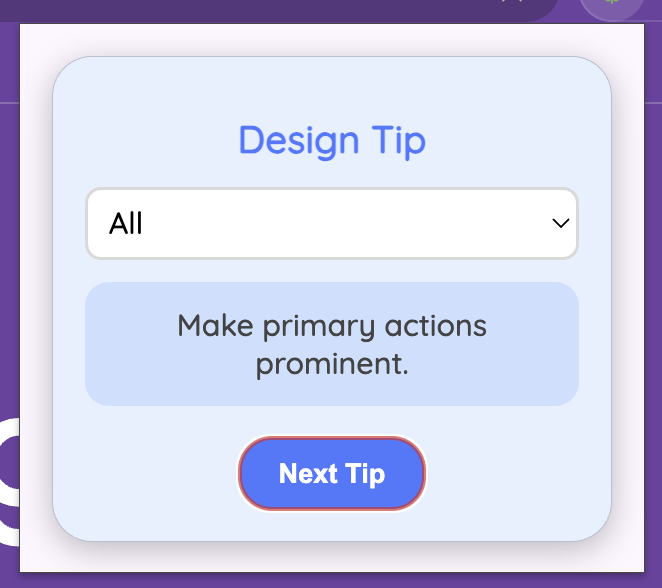 Design Tip
All
Make primary actions
prominent.
Next Tip